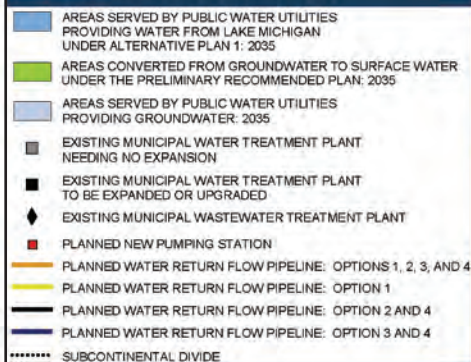 AREAS SERVED BY PUBLIC WATER UTILITIES
PROVIDING WATER FROM LAKE MICHIGAN
UNDER ALTERNATIVE PLAN 1: 2035
AREAS CONVERTED FROM GROUNDWATER TO SURFACE WATER
UNDER THE PRELIMINARY RECOMMENDED PLAN: 2035
AREAS SERVED BY PUBLIC WATER UTILITIES
PROVIDING GROUNDWATER: 2035
EXISTING MUNICIPAL WATER TREATMENT PLANT
NEEDING NO EXPANSION
EXISTING MUNICIPAL WATER TREATMENT PLANT
TO BE EXPANDED OR UPGRADED
EXISTING MUNICIPAL WASTEWATER TREATMENT PLANT
PLANNED NEW PUMPING STATION
PLANNED WATER RETURN FLOW PIPELINE: OPTIONS 1, 2, 3, AND 4
PLANNED WATER RETURN FLOW PIPELINE: OPTION 1
PLANNED WATER RETURN FLOW PIPELINE: OPTION 2 AND 4
PLANNED WATER RETURN FLOW PIPELINE: OPTION 3 AND 4
SUBCONTINENTAL DIVIDE